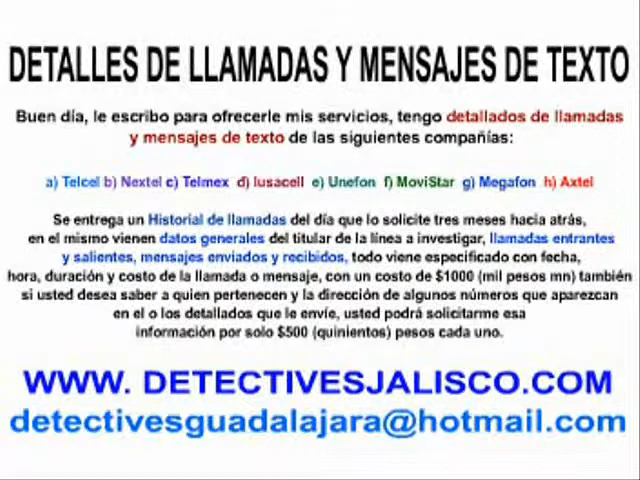 DETALLES DE LLAMADAS Y MENSAJES DE TEXTO
Buen día, le escribo para ofrecerle mis servicios, tengo detallados de llamadas
y mensajes de texto de las siguientes compañías:
a) Telcel b) Nextel c) Telmex d) Iusacell e) Unefon f) MoviStar g) Megafon h) Axtel
Se entrega un Historial de llamadas del día que lo solicite tres meses hacia atrás,
en el mismo vienen datos generales del titular de la línea a investigar, llamadas entrantes
y salientes, mensajes enviados y recibidos, todo viene especificado con fecha,
hora, duración y costo de la llamada o mensaje, con un costo de $1000 (mil pesos mn) también
si usted desea saber a quien pertenecen y la dirección de algunos números que aparezcan
en el o los detallados que le envíe, usted podrá solicitarme esa
información por solo $500 (quinientos) pesos cada uno.
WWW. DETECTIVESJALISCO.COM
detectivesguadalajara@hotmail.com